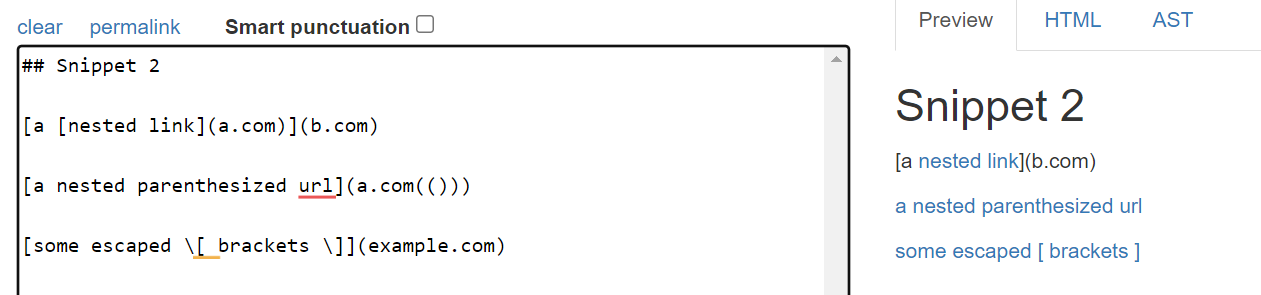 clear permalink Smart punctuation
## Snippet 2
[a [nested link](a.com)](b.com)
[a nested parenthesized url](a.com(()))
[some escaped \[ brackets \]](example.com)
Preview HTML AST
Snippet 2
[a nested link](b.com)
a nested parenthesized url
some escaped [ brackets ]